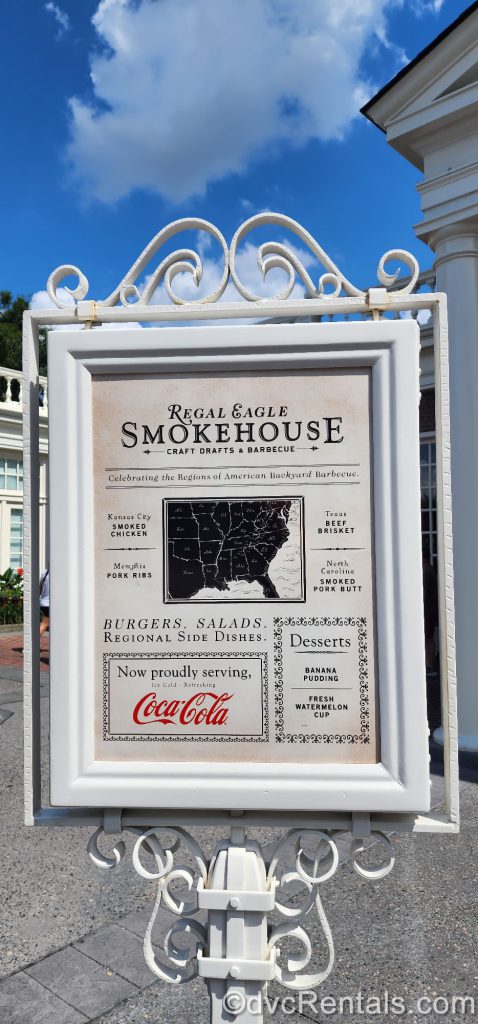 REGAL EAGLE
SMOKEHOUSE
CRAFT DRAFTS & BARBECUE
Celebrating the Regions of American Backyard Barbecue.
Kansas City
SMOKED
CHICKEN
Memphis
PORK RIBS
Texas
BEEF
BRISKET
North
Carolina
SMOKED
PORK BUTT
BURGERS. SALADS.
REGIONAL SIDE DISHES.
Now proudly serving,
Ice Cold - Refreshing
Coca-Cola
Desserts
BANANA
PUDDING
FRESH
WATERMELON
CUP
©dvcRentals.com